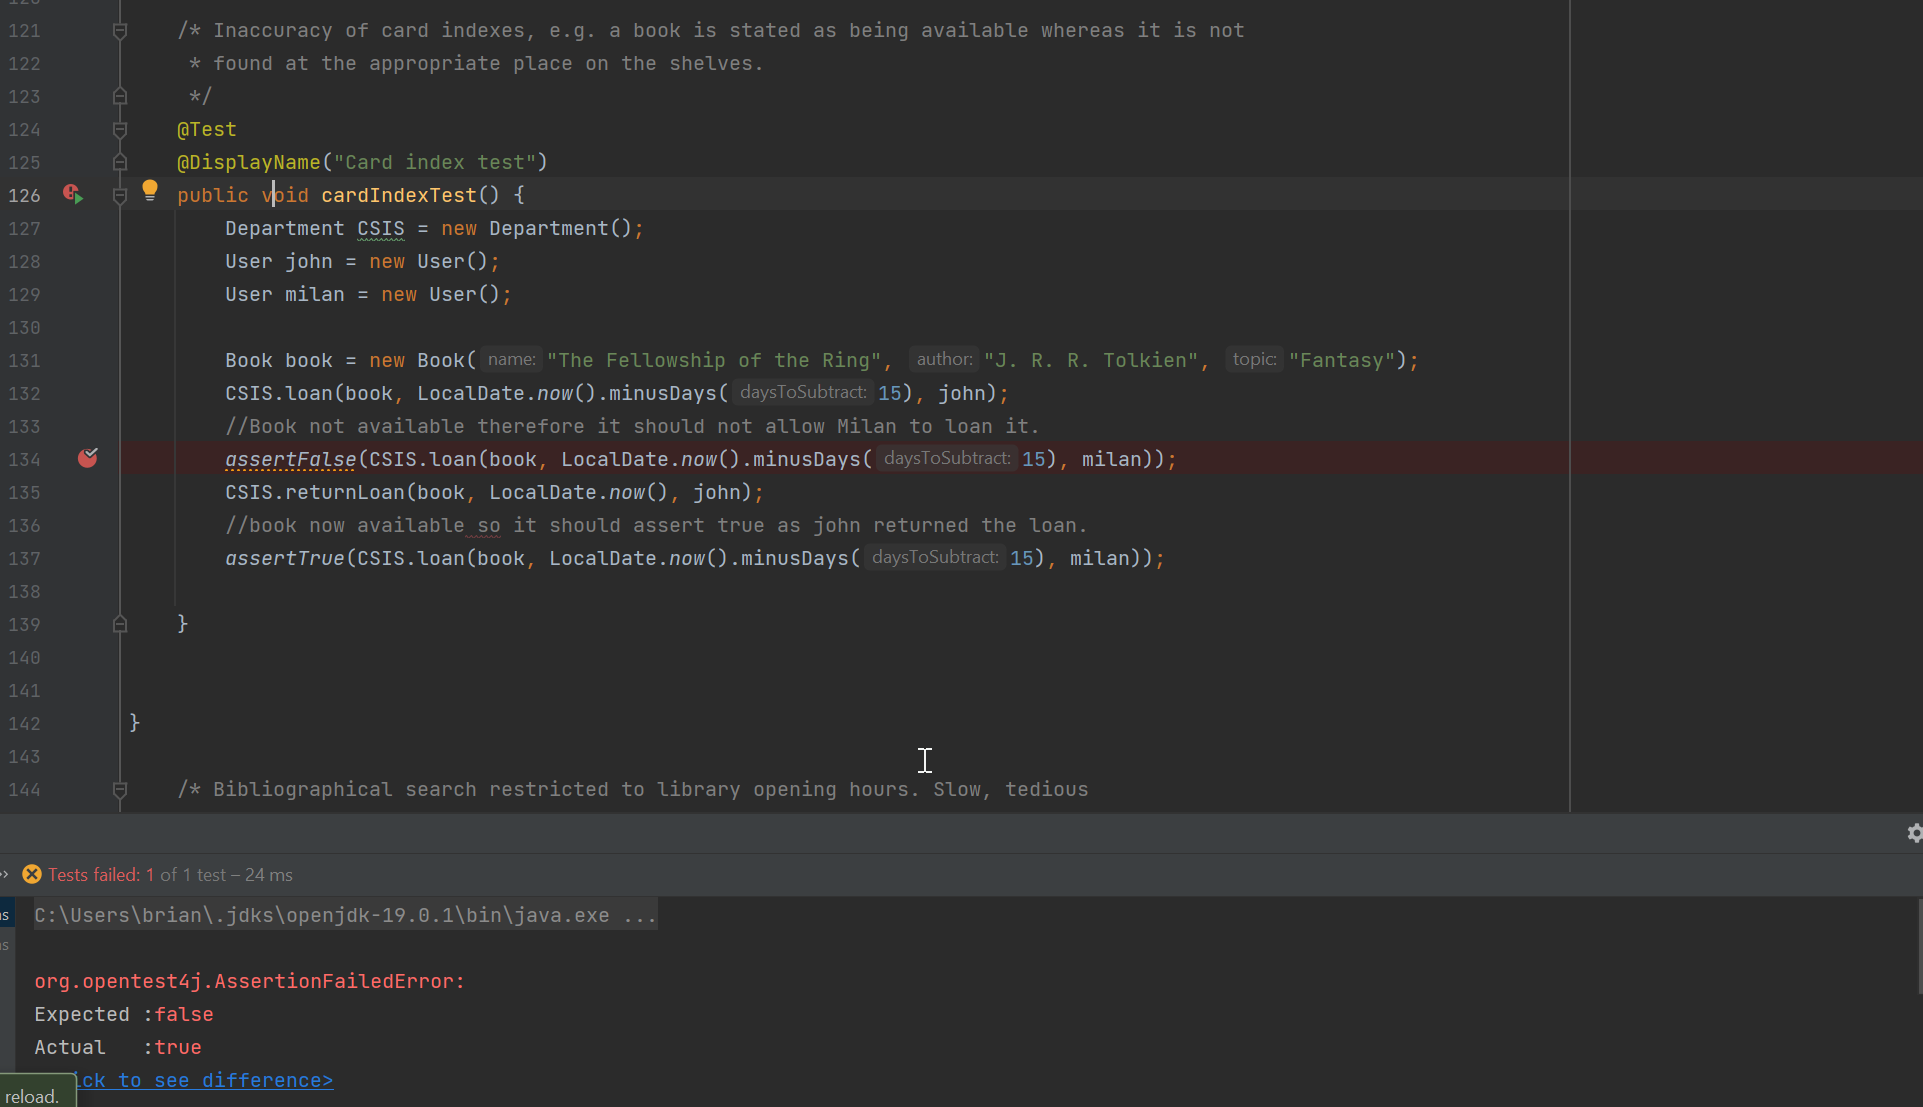 121 /* Inaccuracy of card indexes, e.g. a book is stated as being available whereas it is not
122 * found at the appropriate place on the shelves.
123 */
124 @Test
125 @DisplayName("Card index test")
126 public void cardIndexTest() {
127 Department CSIS = new Department();
128 User john = new User();
129 User milan = new User();
130
131 Book book = new Book( name: "The Fellowship of the Ring", author: "J. R. R. Tolkien", topic: "Fantasy");
132 CSIS.loan(book, LocalDate.now().minusDays( daysToSubtract: 15), john);
133 //Book not available therefore it should not allow Milan to loan it.
134 assertFalse(CSIS.loan(book, LocalDate.now().minusDays( daysToSubtract: 15), milan));
135 CSIS.returnLoan(book, LocalDate.now(), john);
136 //book now available so it should assert true as john returned the loan.
137 assertTrue(CSIS.loan(book, LocalDate.now().minusDays( daysToSubtract: 15), milan));
138
139 }
140
141
142 }
143
144 /* Bibliographical search restricted to library opening hours. Slow, tedious
Tests failed: 1 of 1 test – 24 ms
C:\Users\brian\.jdks\openjdk-19.0.1\bin\java.exe ...
org.opentest4j.AssertionFailedError:
Expected :false
Actual :true
ick to see difference>
reload.